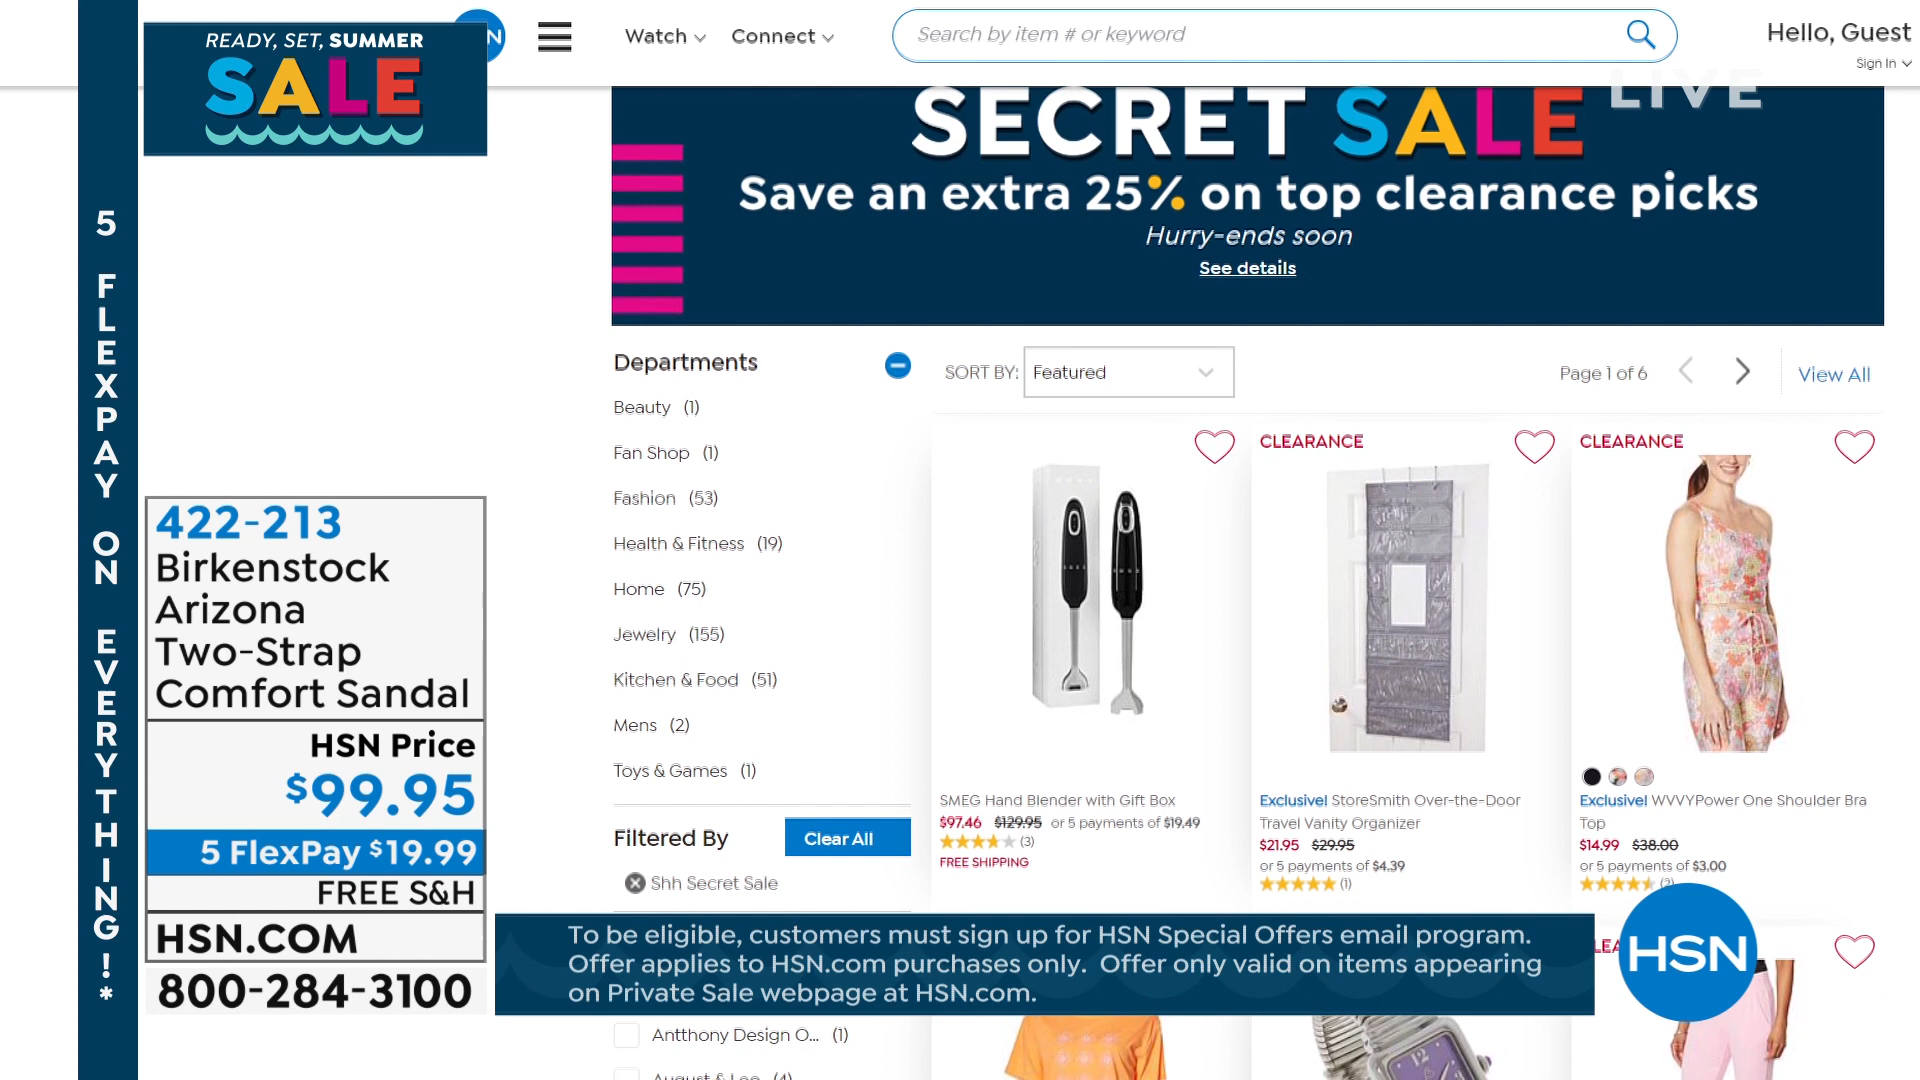 READY, SET, SUMMER
SALE
Watch
Connect
Search by item # or keyword
Hello, Guest
Sign In
LIVE
SECRET SALE
Save an extra 25% on top clearance picks
Hurry-ends soon
See details
5 FLEXPAY ON EVERYTHING!*
422-213
Birkenstock
Arizona
Two-Strap
Comfort Sandal
HSN Price
$99.95
5 FlexPay $19.99
FREE S&H
HSN.COM
800-284-3100
Departments
Beauty (1)
Fan Shop (1)
Fashion (53)
Health & Fitness (19)
Home (75)
Jewelry (155)
Kitchen & Food (51)
Mens (2)
Toys & Games (1)
Filtered By
Clear All
Shh Secret Sale
Antthony Design O... (1)
SORT BY: Featured
Page 1 of 6
View All
SMEG Hand Blender with Gift Box
$97.46 $129.95 or 5 payments of $19.49
(3)
FREE SHIPPING
CLEARANCE
Exclusive! StoreSmith Over-the-Door
Travel Vanity Organizer
$21.95 $29.95
or 5 payments of $4.39
(1)
CLEARANCE
Exclusive! WVVYPower One Shoulder Bra
Top
$14.99 $38.00
or 5 payments of $3.00
To be eligible, customers must sign up for HSN Special Offers email program.
Offer applies to HSN.com purchases only. Offer only valid on items appearing
on Private Sale webpage at HSN.com.
HSN